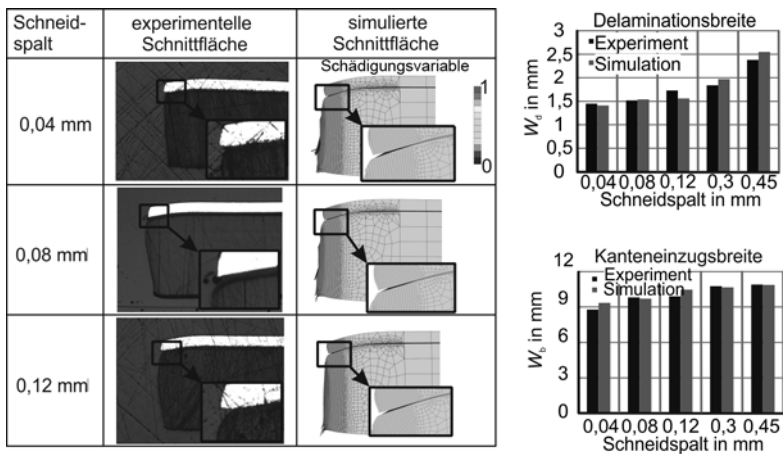 Schneid-
spalt
experimentelle
Schnittfläche
simulierte
Schnittfläche
0,04 mm
Schädigungsvariable
1
0
0,08 mm
0,12 mm
Delaminationsbreite
Experiment
Simulation
W_d in mm
3
2,5
2
1,5
1,5
0,5
0
0,04 0,08 0,12 0,3 0,45
Schneidspalt in mm
Kanteneinzugsbreite
Experiment
Simulation
W_b in mm
12
9
6
3
0
0,04 0,08 0,12 0,3 0,45
Schneidspalt in mm